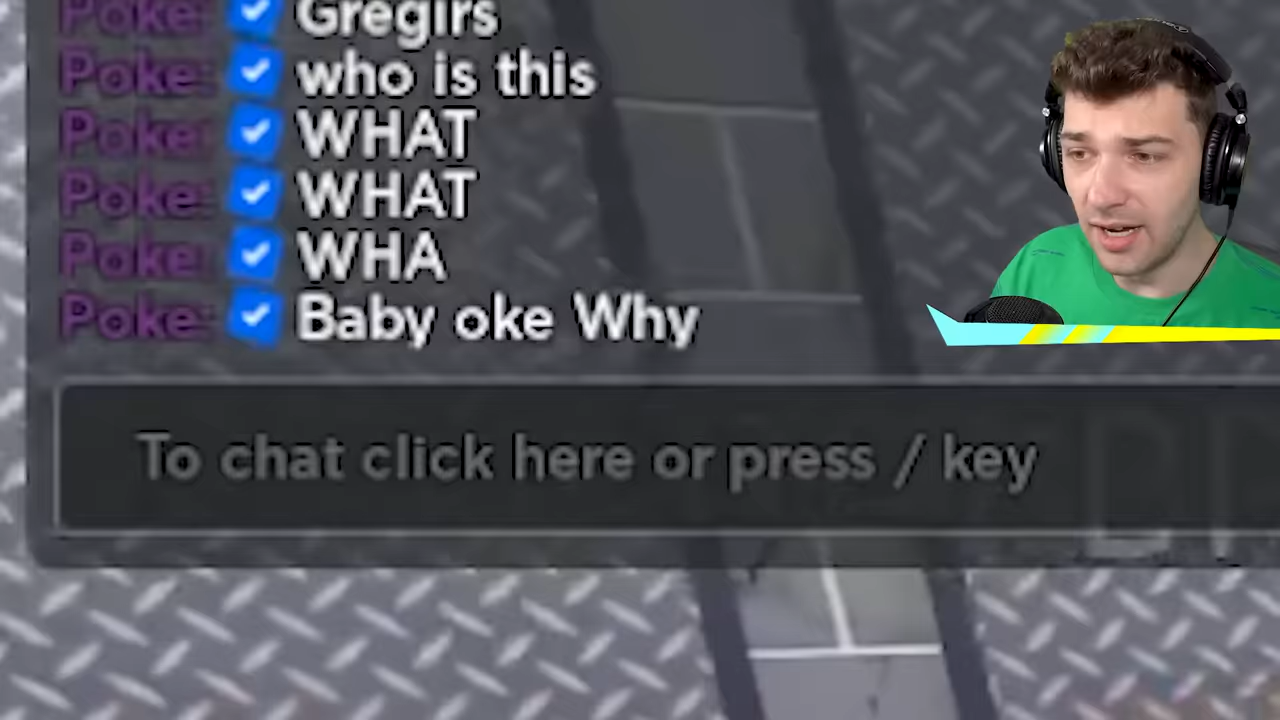 Poke: Gregirs
Poke: who is this
Poke: WHAT
Poke: WHAT
Poke: WHA
Poke: Baby oke Why
To chat click here or press / key